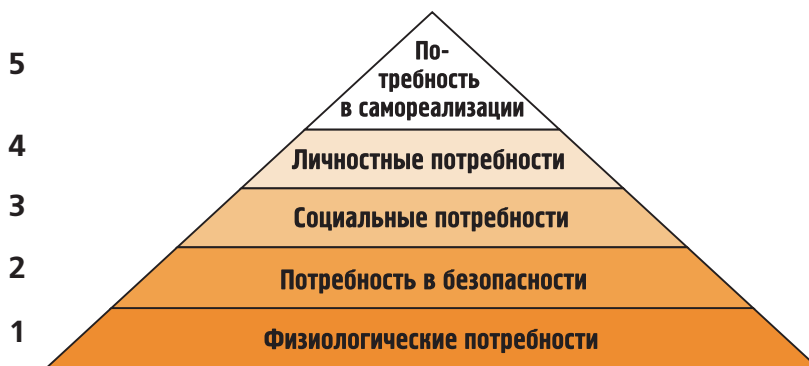 5
По-
требность
в самореализации
4
Личностные потребности
3
Социальные потребности
2
Потребность в безопасности
1
Физиологические потребности